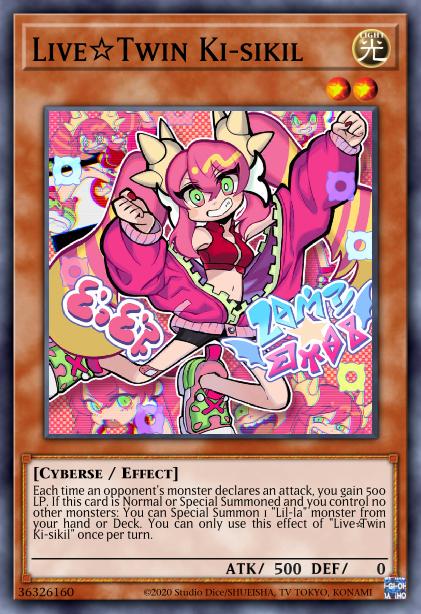 LIVE☆TWIN KI-SIKIL
LIGHT
光
[CYBERSE / EFFECT]
Each time an opponent's monster declares an attack, you gain 500
LP. If this card is Normal or Special Summoned and you control no
other monsters: You can Special Summon 1 "Lil-la" monster from
your hand or Deck. You can only use this effect of "Live☆Twin
Ki-sikil" once per turn.
ATK/ 500 DEF/ 0
36326160
©2020 Studio Dice/SHUEISHA, TV TOKYO, KONAMI